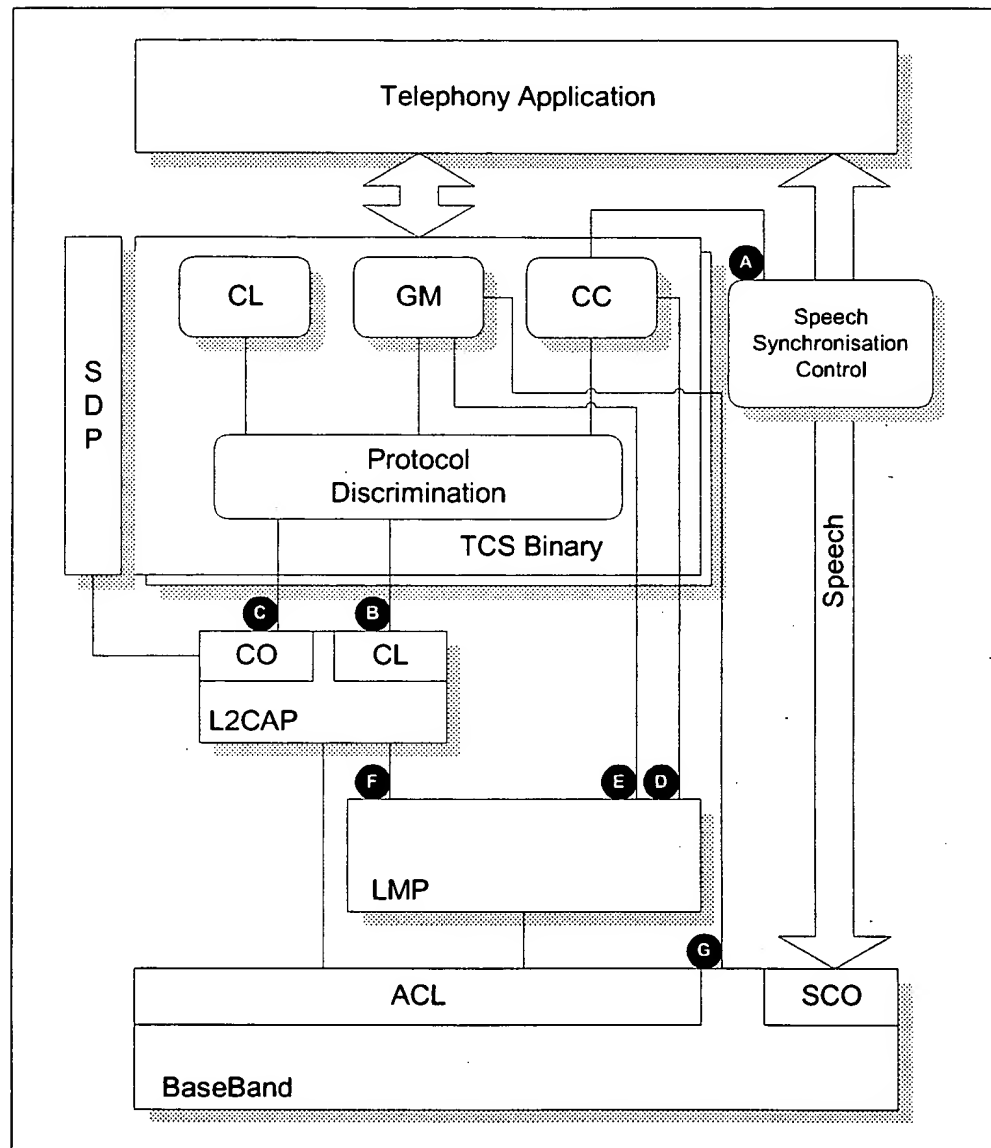 Telephony Application
A
CL
GM
CC
Speech
Synchronisation
Control
S
D
P
Protocol
Discrimination
TCS Binary
Speech
C
B
CO
CL
L2CAP
F
E
D
LMP
G
ACL
SCO
BaseBand